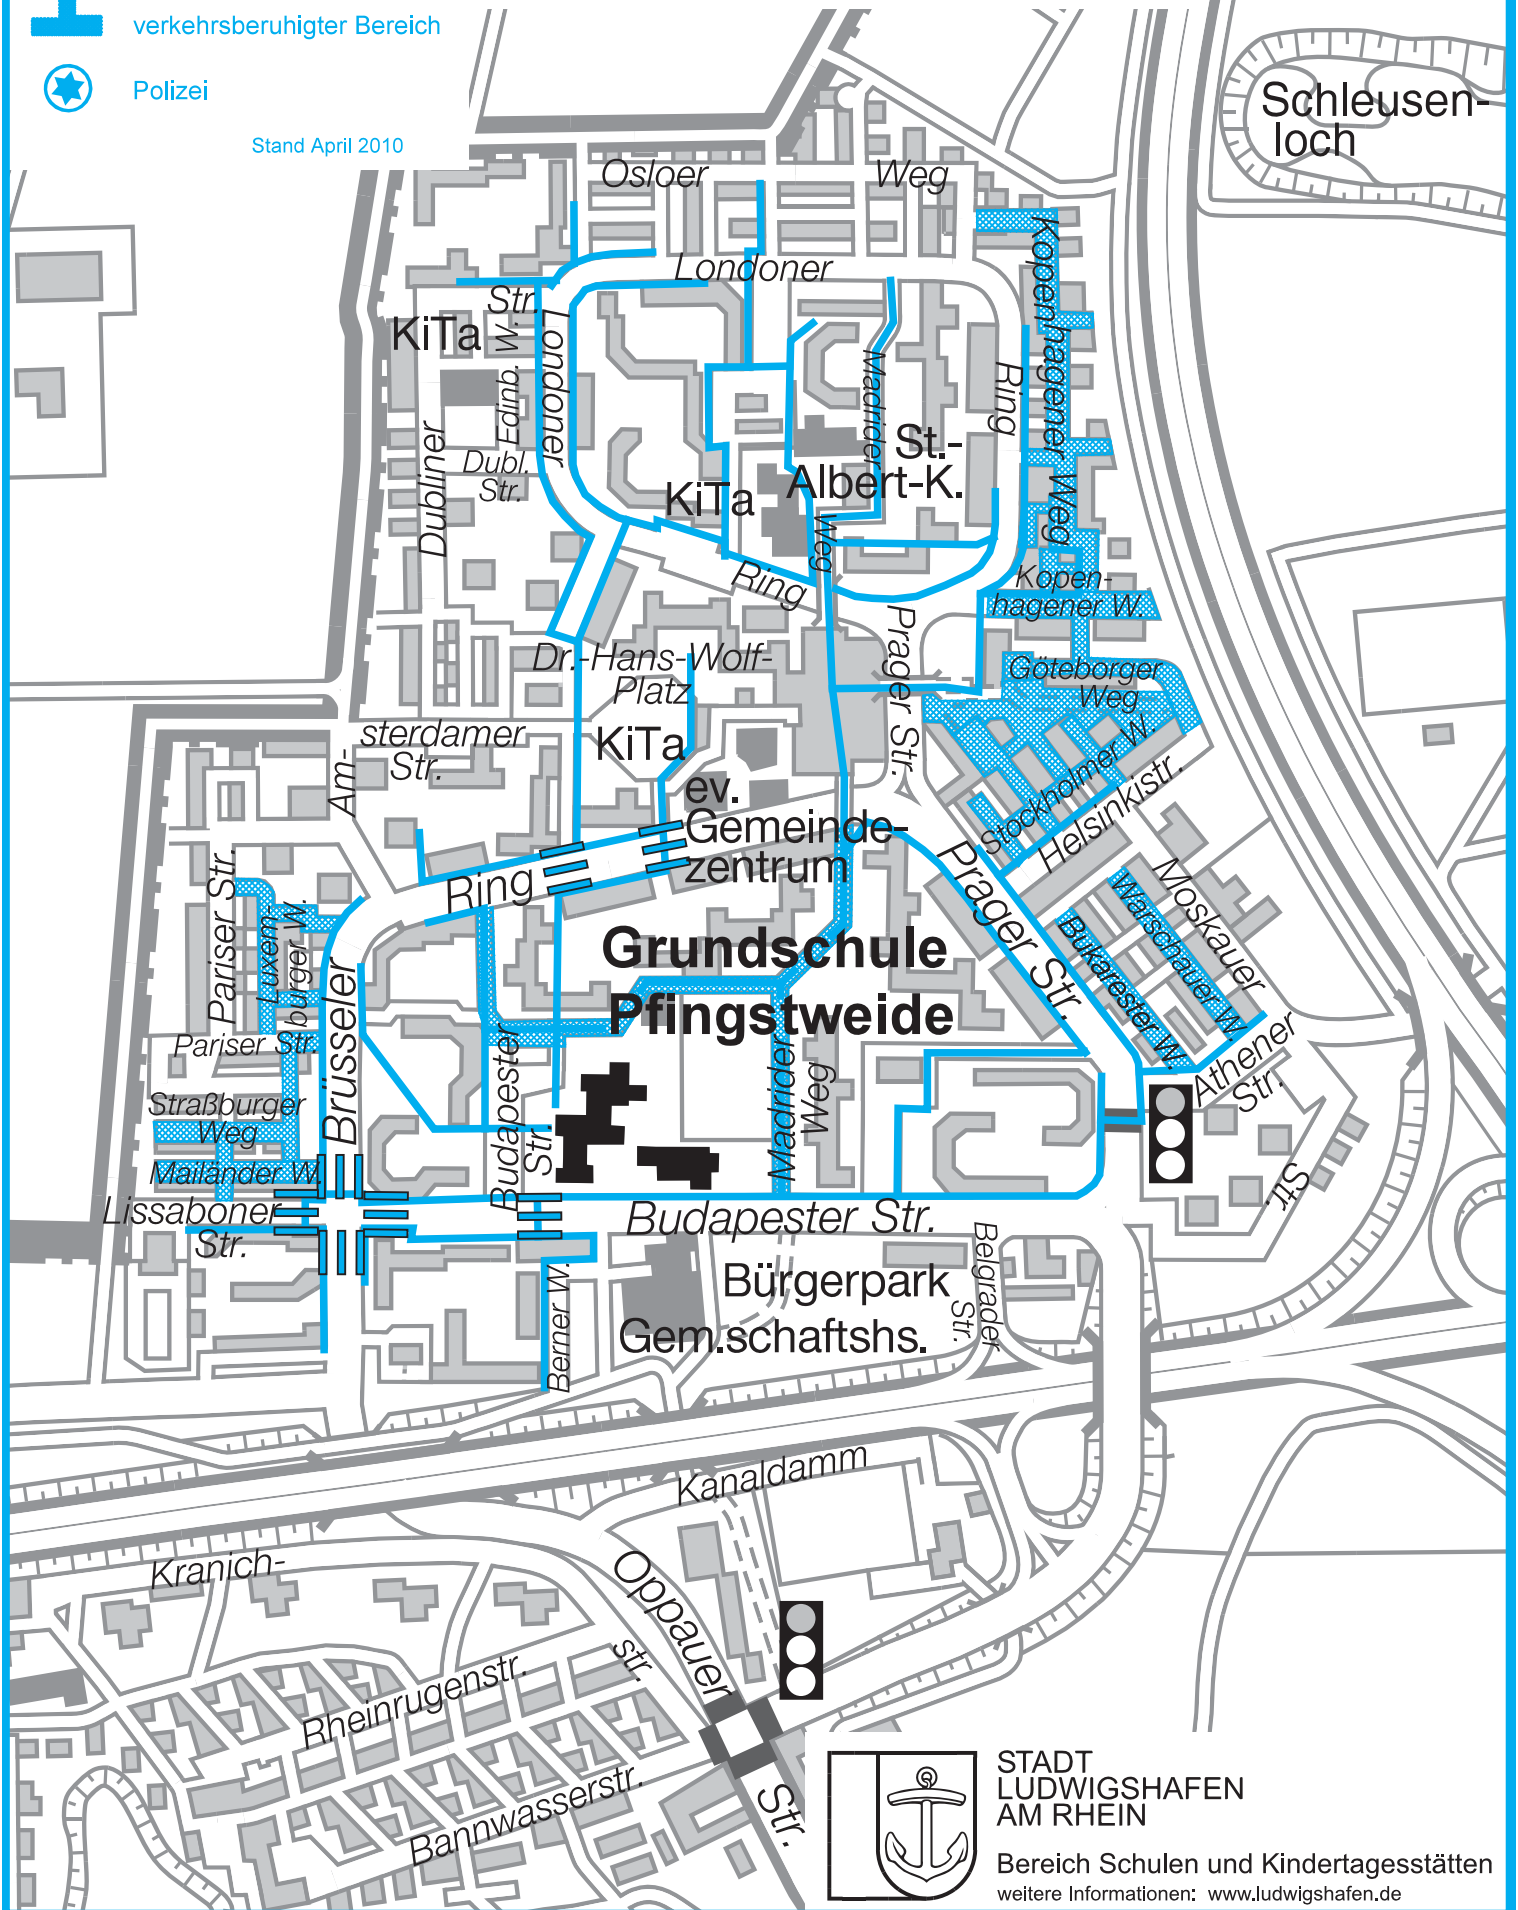 verkehrsberuhigter Bereich
Polizei
Stand April 2010
Schleusen-
loch
Osloer
Weg
Kopenhagener Weg
Londoner
Str.
KiTa
Edinb. W.
Londoner
Madrider
Weg
Ring
St.-
Albert-K.
Dubliner
Dubl.
Str.
KiTa
Ring
Kopen-
hagener W.
Prager Str.
Dr.-Hans-Wolf-
Platz
Göteborger
Weg
KiTa
Am-
sterdamer
Str.
ev.
Gemeinde-
zentrum
Stockholmer W.
Helsinkistr.
Ring
Pariser Str.
Luxem-
burger W.
Prager Str.
Moskauer
Str.
Warschauer W.
Bukarester W.
Grundschule
Pfingstweide
Brüsseler
Pariser Str.
Budapester
Str.
Madrider
Weg
Athener
Str.
Straßburger
Weg
Mailänder W.
Lissaboner
Str.
Budapester Str.
Belgrader
Str.
Berner W.
Bürgerpark
Gem.schaftshs.
Kanaldamm
Kranich-
str.
Oppauer
Str.
Rheinrugenstr.
Bannwasserstr.
STADT
LUDWIGSHAFEN
AM RHEIN
Bereich Schulen und Kindertagesstätten
weitere Informationen: www.ludwigshafen.de